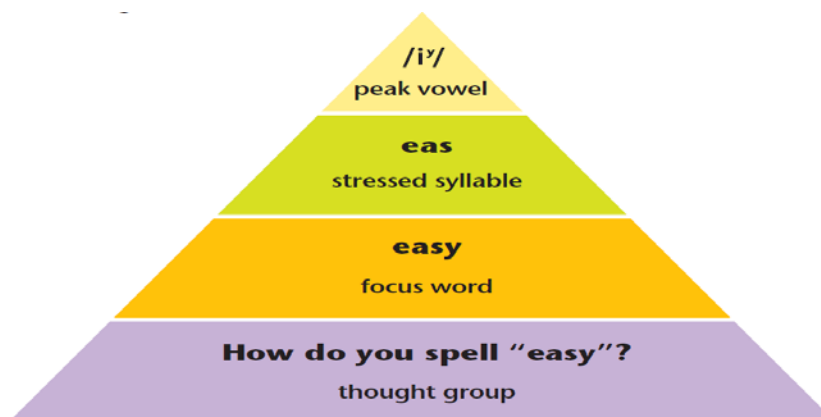 /iʸ/
peak vowel
eas
stressed syllable
easy
focus word
How do you spell “easy”?
thought group